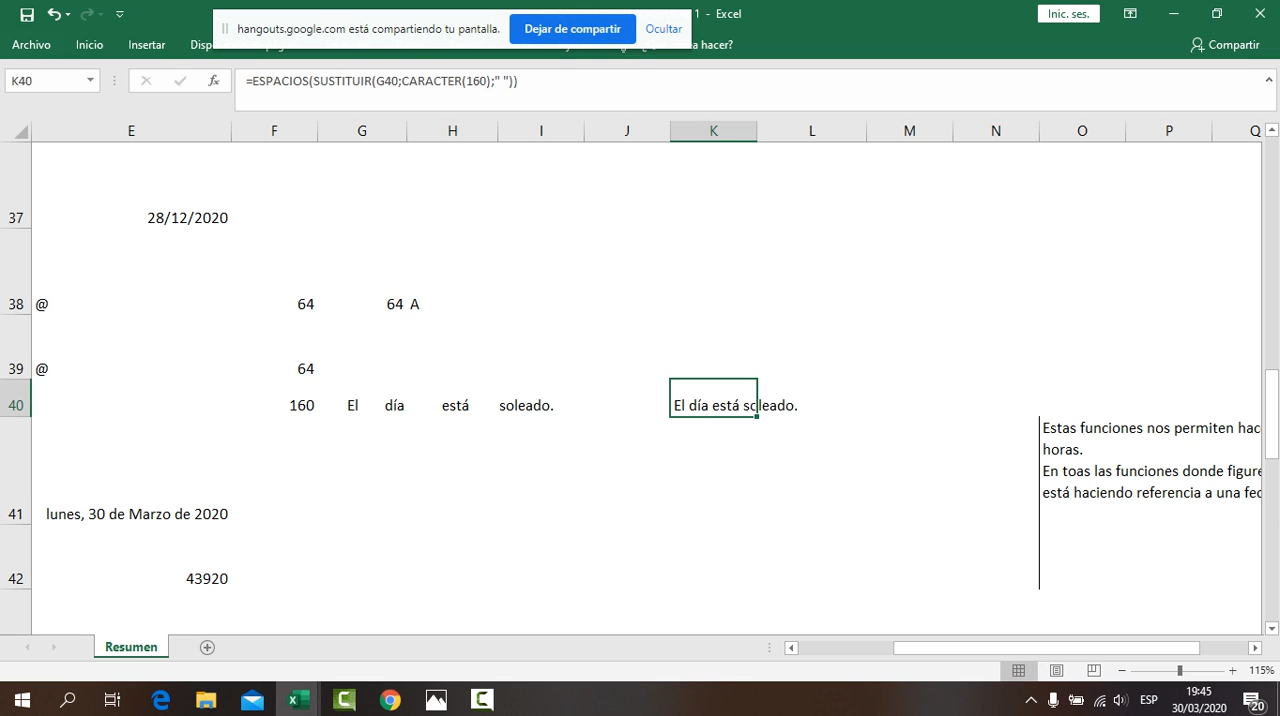 1 - Excel
Inic. ses.
hangouts.google.com está compartiendo tu pantalla.
Dejar de compartir
Ocultar
Archivo
Inicio
Insertar
hacer?
Compartir
K40
fx
=ESPACIOS(SUSTITUIR(G40;CARACTER(160);" "))
E F G H I J K L M N O P Q
37 28/12/2020
38 @ 64 64 A
39 @ 64
40 160 El día está soleado. El día está soleado.
Estas funciones nos permiten hac
horas.
En toas las funciones donde figure
está haciendo referencia a una fec
41 lunes, 30 de Marzo de 2020
42 43920
Resumen
115%
ESP
19:45
30/03/2020
20